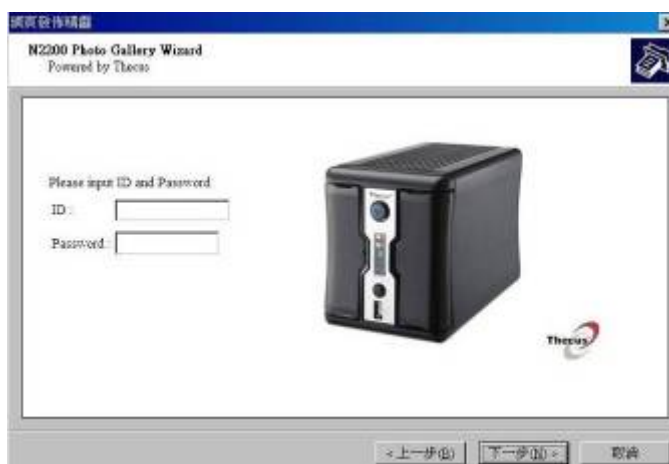 網頁發佈精靈
N2200 Photo Gallery Wizard
Powered by Thecus
Please input ID and Password
ID :
Password :
Thecus
< 上一步(B)
下一步(N) >
取消